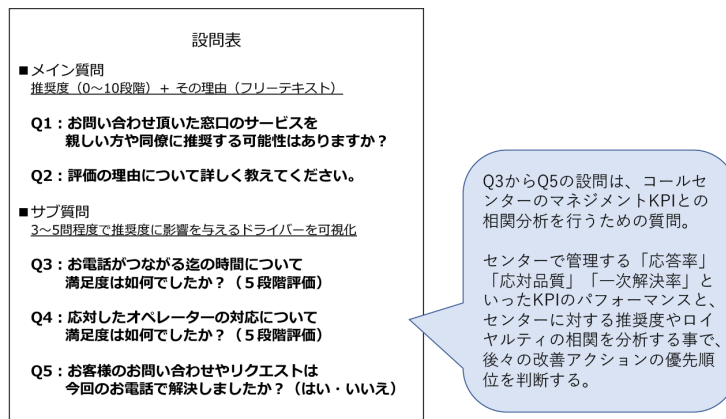 設問表
■メイン質問
推奨度（0～10段階）+ その理由（フリーテキスト）
Q1：お問い合わせ頂いた窓口のサービスを
親しい方や同僚に推奨する可能性はありますか？
Q2：評価の理由について詳しく教えてください。
■サブ質問
3～5問程度で推奨度に影響を与えるドライバーを可視化
Q3：お電話がつながる迄の時間について
満足度は如何でしたか？（５段階評価）
Q4：応対したオペレーターの対応について
満足度は如何でしたか？（５段階評価）
Q5：お客様のお問い合わせやリクエストは
今回のお電話で解決しましたか？（はい・いいえ）
Q3からQ5の設問は、コールセ
ンターのマネジメントKPIとの
相関分析を行うための質問。
センターで管理する「応答率」
「応対品質」「一次解決率」と
いったKPIのパフォーマンスと、
センターに対する推奨度やロイ
ヤルティの相関を分析する事で、
後々の改善アクションの優先順
位を判断する。